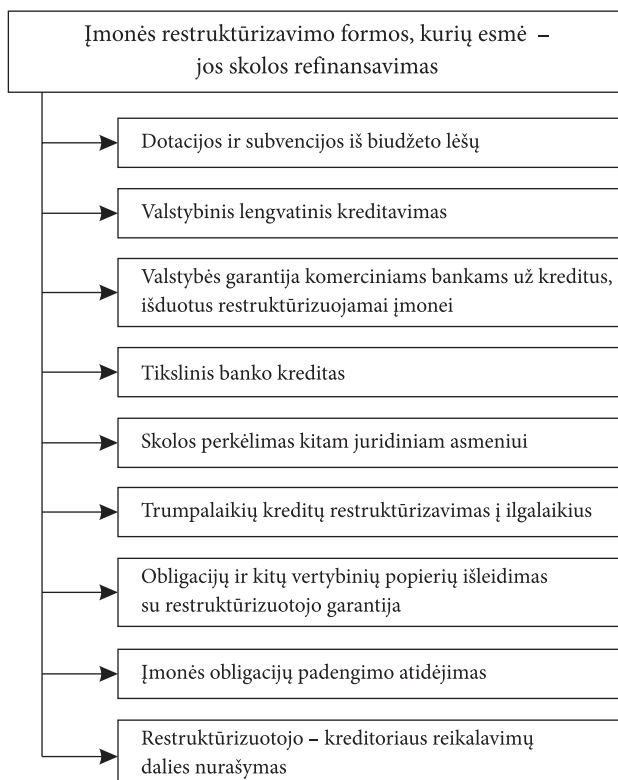 Įmonės restruktūrizavimo formos, kurių esmė –
jos skolos refinansavimas
Dotacijos ir subvencijos iš biudžeto lėšų
Valstybinis lengvatinis kreditavimas
Valstybės garantija komerciniams bankams už kreditus,
išduotus restruktūrizuojamai įmonei
Tikslinis banko kreditas
Skolos perkėlimas kitam juridiniam asmeniui
Trumpalaikių kreditų restruktūrizavimas į ilgalaikius
Obligacijų ir kitų vertybinių popierių išleidimas
su restruktūrizuotojo garantija
Įmonės obligacijų padengimo atidėjimas
Restruktūrizuotojo – kreditoriaus reikalavimų
dalies nurašymas